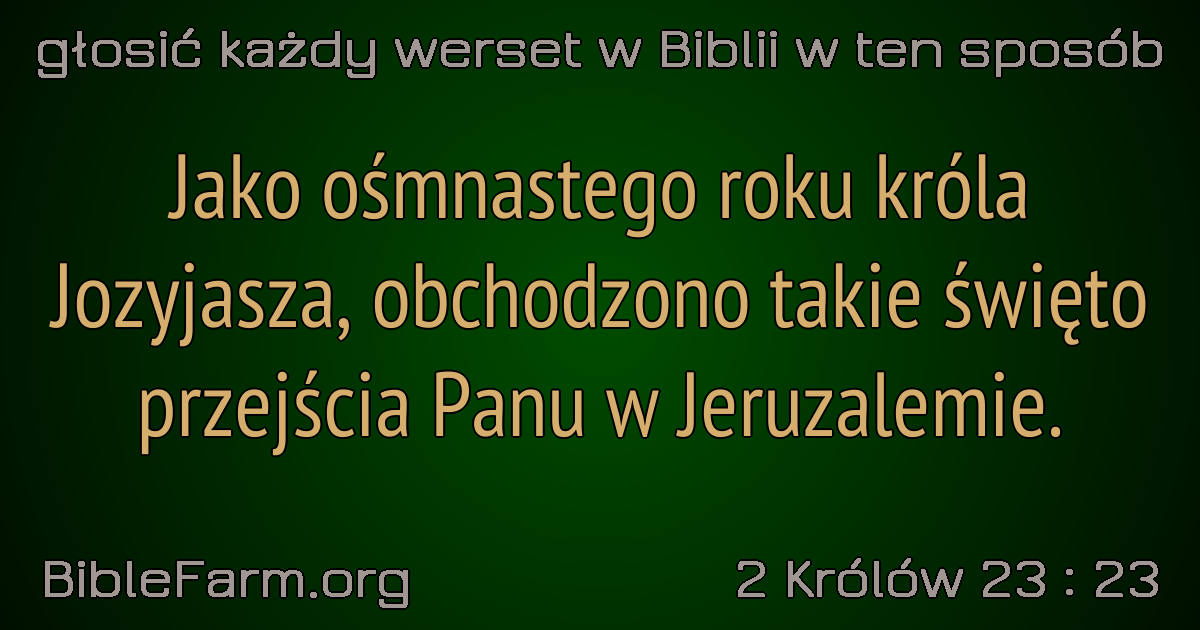 głosić każdy werset w Biblii w ten sposób
Jako ośmnastego roku króla
Jozyjasza, obchodzono takie święto
przejścia Panu w Jeruzalemie.
BibleFarm.org
2 Królów 23 : 23